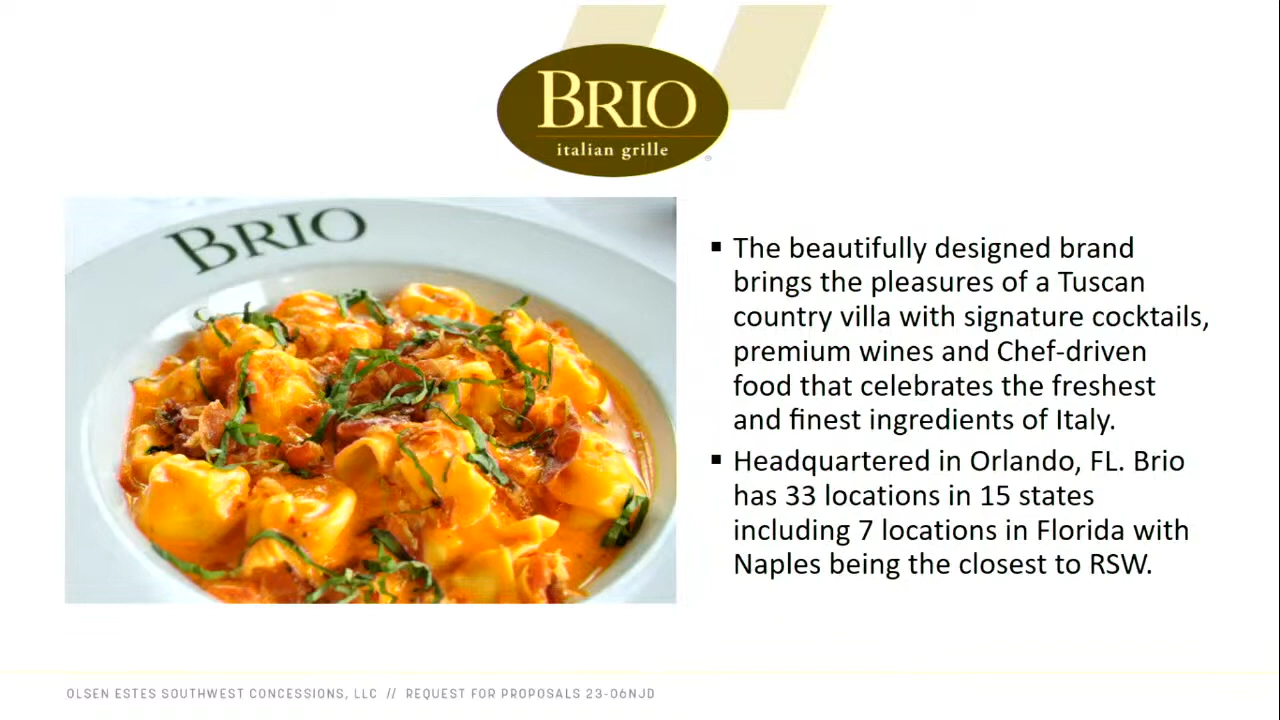 BRIO
italian grille
®
BRIO
▪ The beautifully designed brand
brings the pleasures of a Tuscan
country villa with signature cocktails,
premium wines and Chef-driven
food that celebrates the freshest
and finest ingredients of Italy.
▪ Headquartered in Orlando, FL. Brio
has 33 locations in 15 states
including 7 locations in Florida with
Naples being the closest to RSW.
OLSEN ESTES SOUTHWEST CONCESSIONS, LLC // REQUEST FOR PROPOSALS 23-06NJD